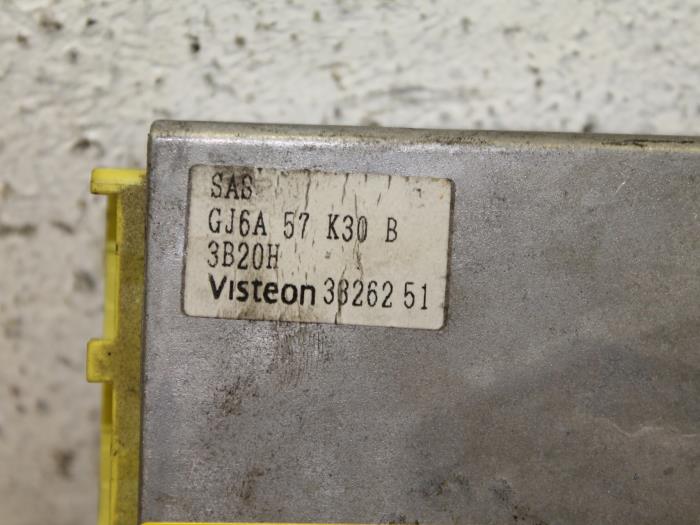 SAS
GJ6A 57 K30 B
3B20H
Visteon 38262 51